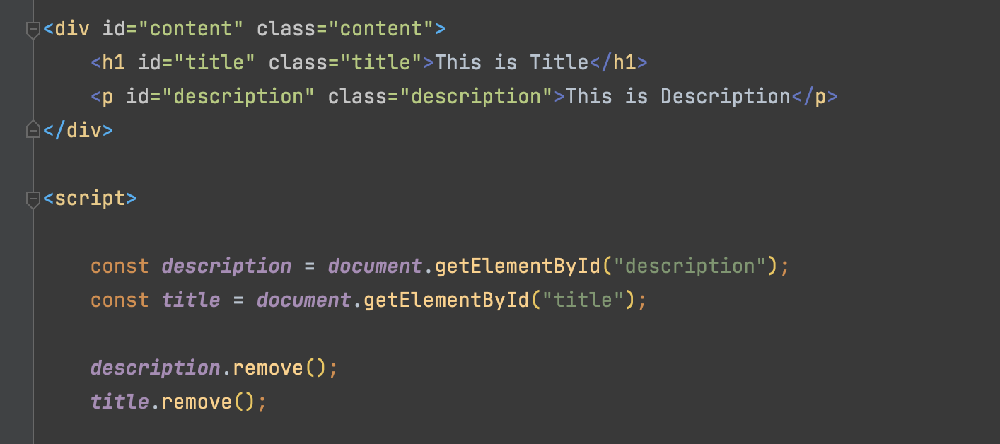 <div id="content" class="content">
    <h1 id="title" class="title">This is Title</h1>
    <p id="description" class="description">This is Description</p>
</div>
<script>
    const description = document.getElementById("description");
    const title = document.getElementById("title");
    description.remove();
    title.remove();